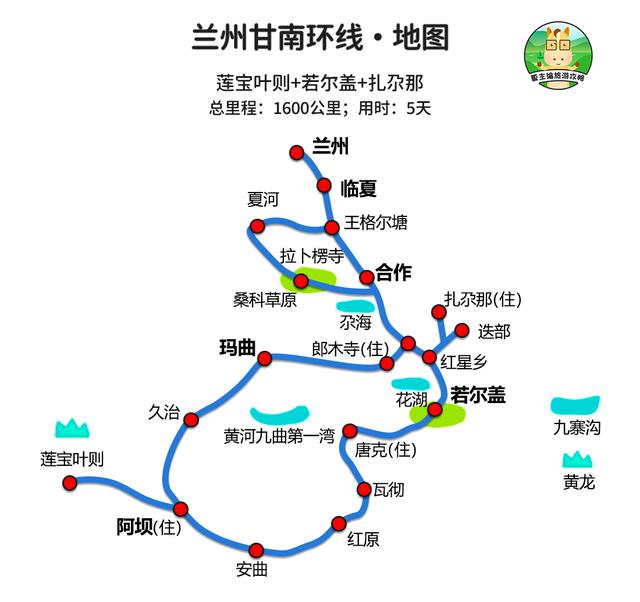 兰州甘南环线·地图
爱主编旅游攻略
莲宝叶则+若尔盖+扎尕那
总里程：1600公里；用时：5天
兰州
临夏
夏河
王格尔塘
拉卜楞寺
合作
桑科草原
尕海
扎尕那(住)
迭部
玛曲
郎木寺(住)
红星乡
花湖
若尔盖
久治
黄河九曲第一湾
九寨沟
唐克(住)
莲宝叶则
黄龙
瓦彻
阿坝(住)
红原
安曲